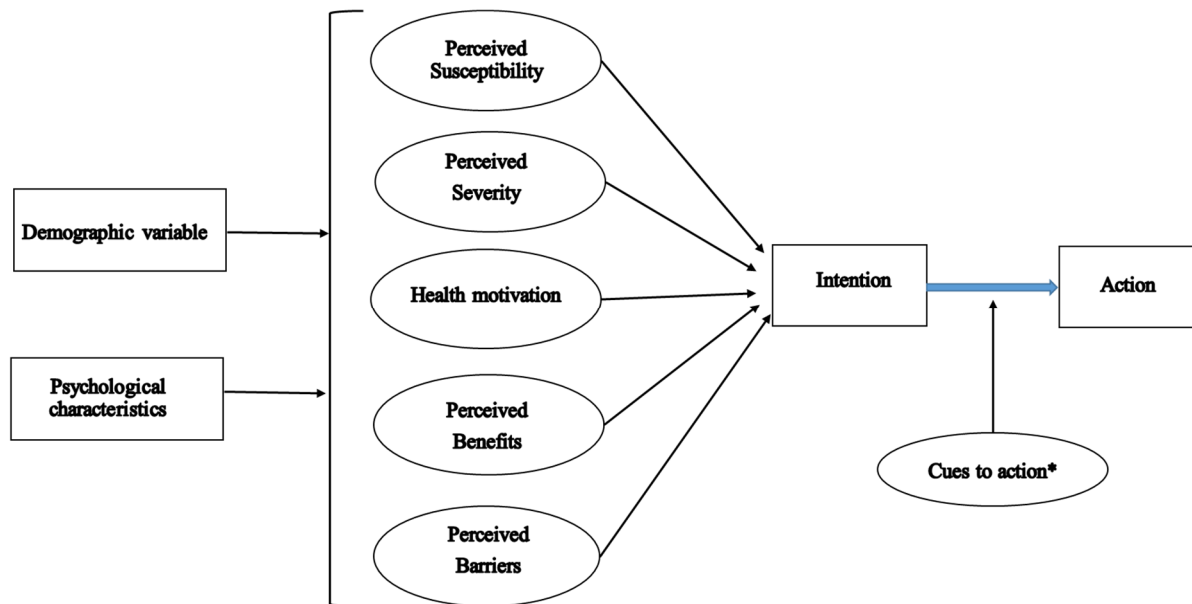 Perceived
Susceptibility
Perceived
Severity
Demographic variable
Health motivation
Intention
Action
Psychological
characteristics
Perceived
Benefits
Cues to action*
Perceived
Barriers